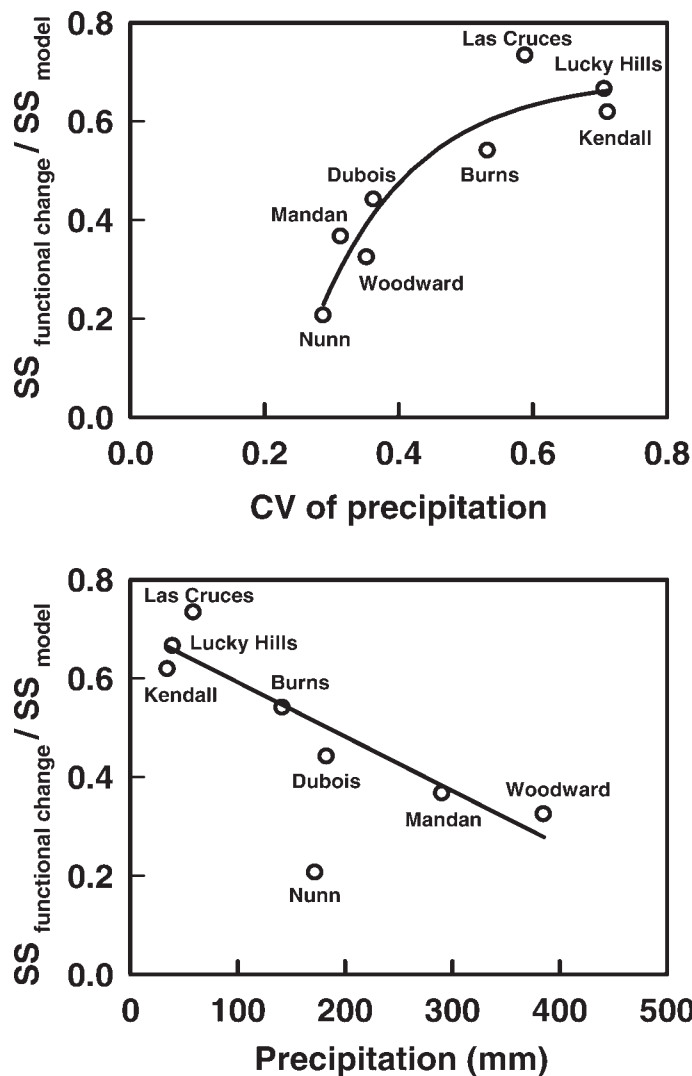 0.8
Las Cruces
Lucky Hills
0.6
Kendall
Burns
Dubois
0.4
Mandan
Woodward
0.2
Nunn
0.0
SS functional change / SS model
0.0 0.2 0.4 0.6 0.8
CV of precipitation
0.8
Las Cruces
Lucky Hills
0.6
Kendall
Burns
Dubois
0.4
Mandan
Woodward
0.2
Nunn
0.0
SS functional change / SS model
0 100 200 300 400 500
Precipitation (mm)